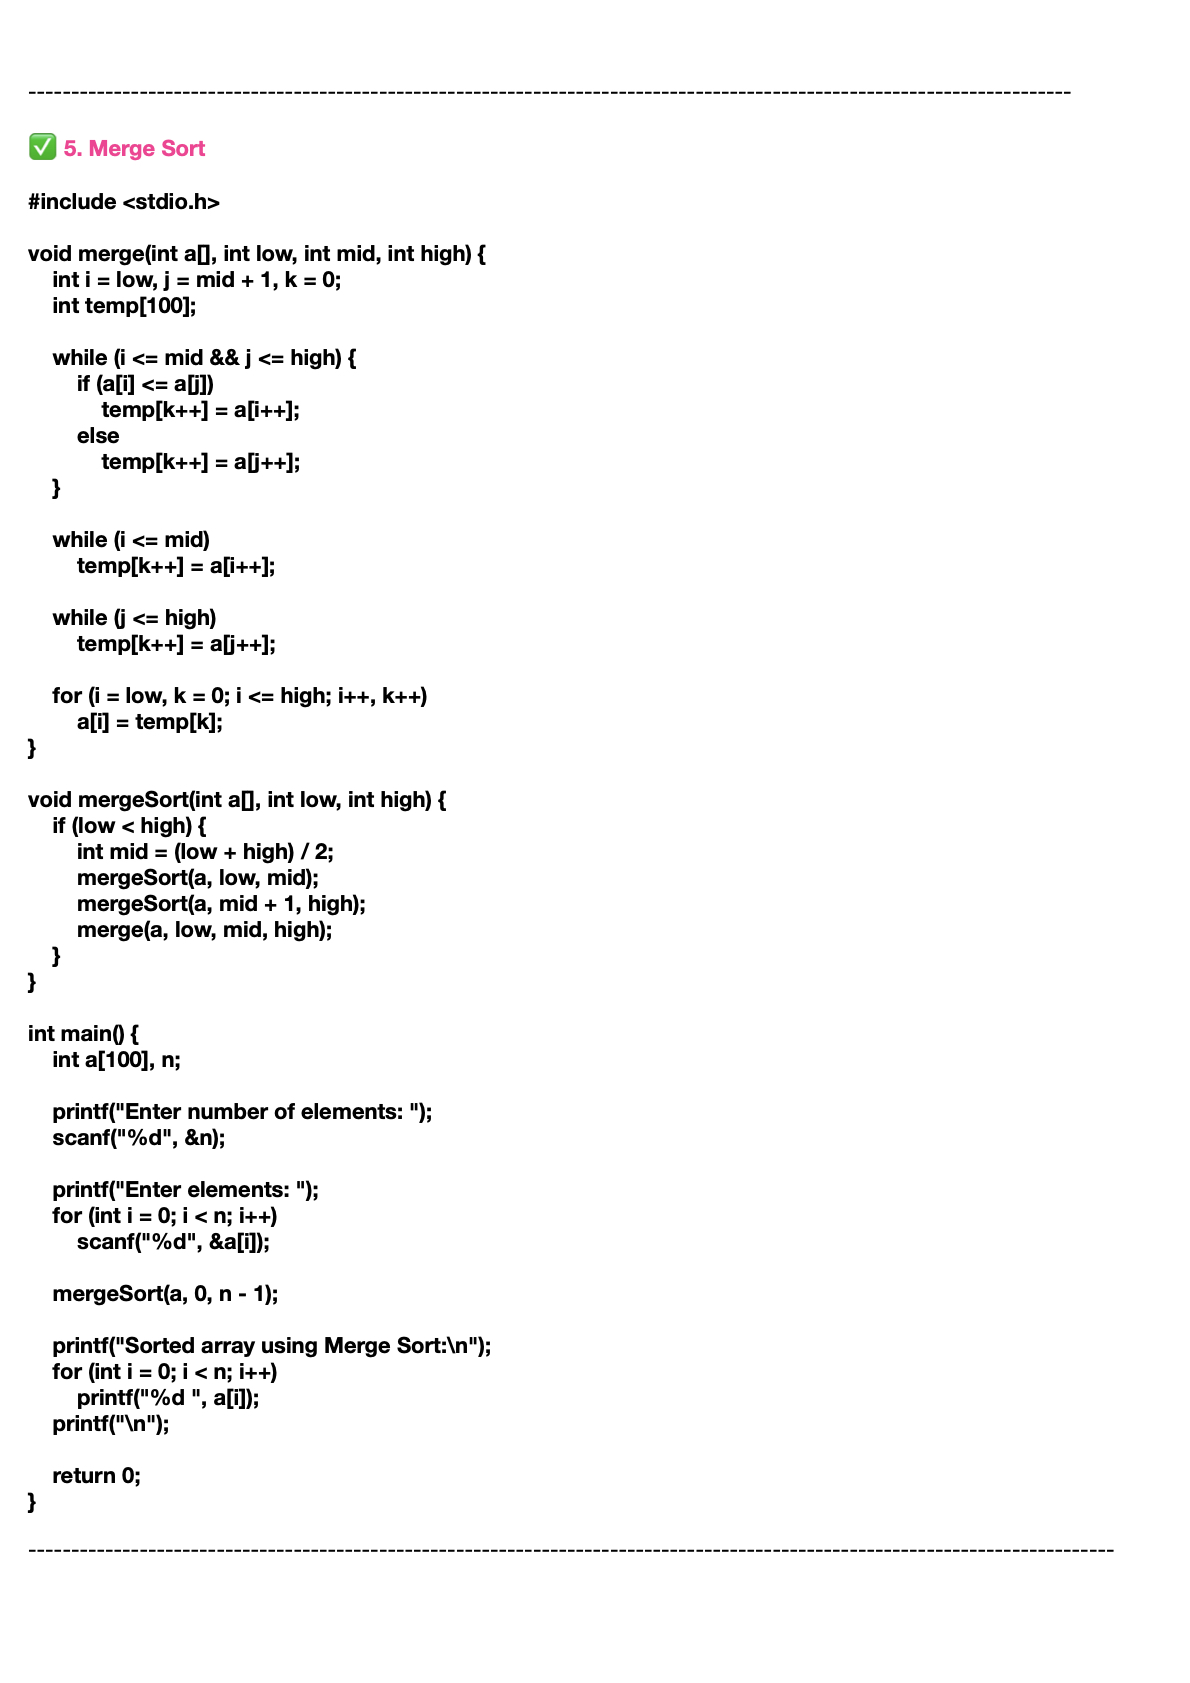 ----------------------------------------------------------------------------------------------------------------------------
✅ 5. Merge Sort
#include <stdio.h>
void merge(int a[], int low, int mid, int high) {
int i = low, j = mid + 1, k = 0;
int temp[100];
while (i <= mid && j <= high) {
if (a[i] <= a[j])
temp[k++] = a[i++];
else
temp[k++] = a[j++];
}
while (i <= mid)
temp[k++] = a[i++];
while (j <= high)
temp[k++] = a[j++];
for (i = low, k = 0; i <= high; i++, k++)
a[i] = temp[k];
}
void mergeSort(int a[], int low, int high) {
if (low < high) {
int mid = (low + high) / 2;
mergeSort(a, low, mid);
mergeSort(a, mid + 1, high);
merge(a, low, mid, high);
}
}
int main() {
int a[100], n;
printf("Enter number of elements: ");
scanf("%d", &n);
printf("Enter elements: ");
for (int i = 0; i < n; i++)
scanf("%d", &a[i]);
mergeSort(a, 0, n - 1);
printf("Sorted array using Merge Sort:\n");
for (int i = 0; i < n; i++)
printf("%d ", a[i]);
printf("\n");
return 0;
}
---------------------------------------------------------------------------------------------------------------------------------